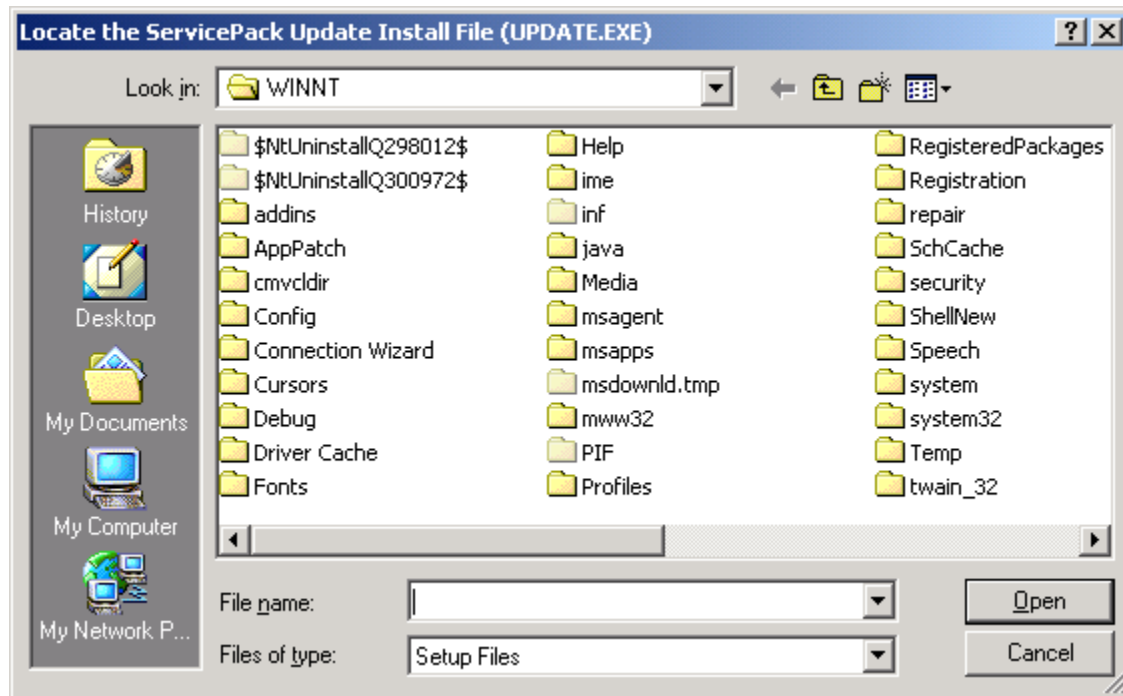 Locate the ServicePack Update Install File (UPDATE.EXE)
Look in: WINNT
History
Desktop
My Documents
My Computer
My Network P...
$NtUninstallQ298012$
$NtUninstallQ300972$
addins
AppPatch
cmvcldir
Config
Connection Wizard
Cursors
Debug
Driver Cache
Fonts
Help
ime
inf
java
Media
msagent
msapps
msdownld.tmp
mww32
PIF
Profiles
RegisteredPackages
Registration
repair
SchCache
security
ShellNew
Speech
system
system32
Temp
twain_32
File name:
Open
Files of type: Setup Files
Cancel